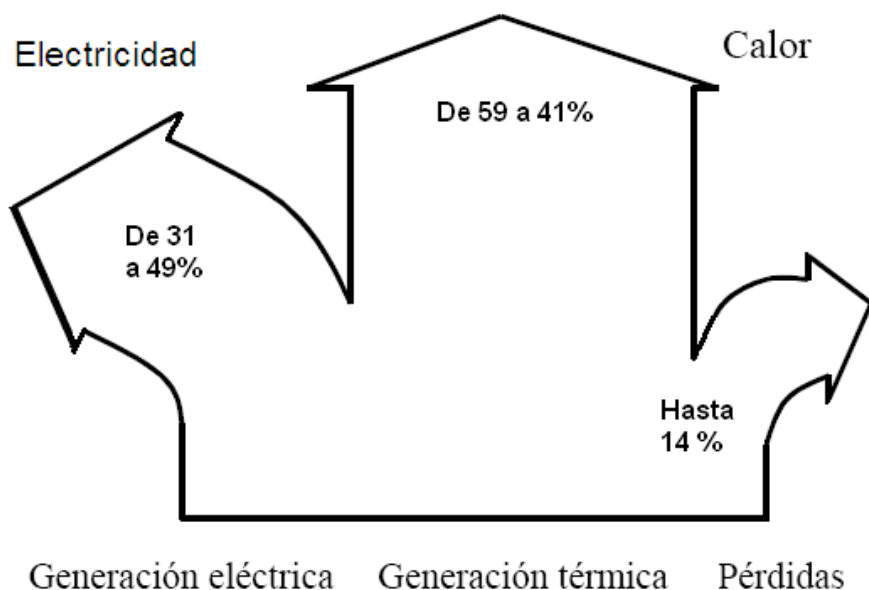 Electricidad
Calor
De 59 a 41%
De 31
a 49%
Hasta
14 %
Generación eléctrica
Generación térmica
Pérdidas